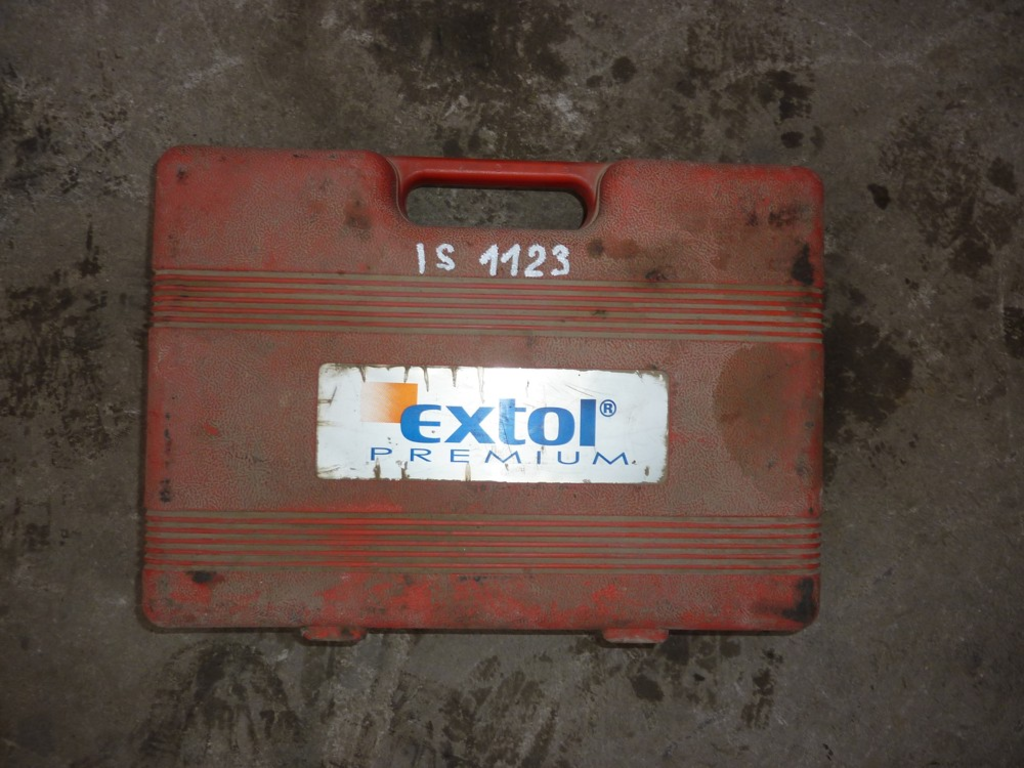 IS 1123
extol®
PREMIUM